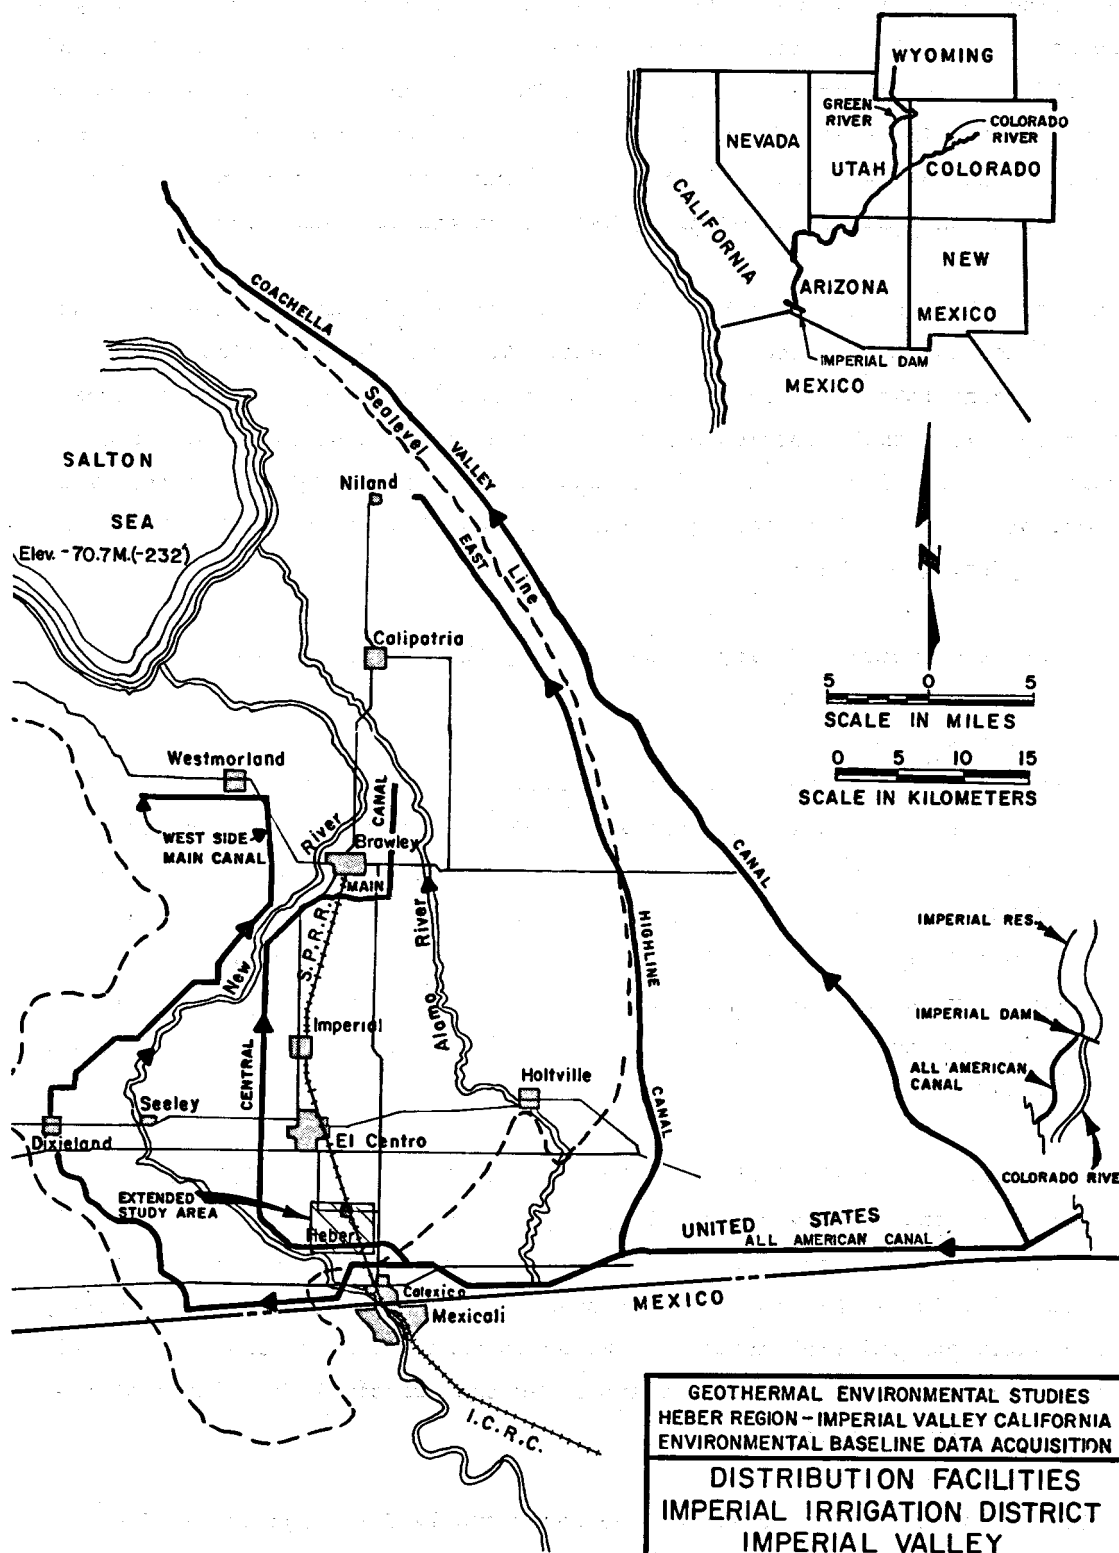 WYOMING
GREEN
RIVER
COLORADO
RIVER
NEVADA
UTAH
COLORADO
CALIFORNIA
ARIZONA
NEW
MEXICO
IMPERIAL DAM
MEXICO
COACHELLA
VALLEY
CANAL
Sealevel
Line
SALTON
SEA
Elev. -70.7M.(-232')
Niland
EAST
HIGHLINE
CANAL
Calipatria
N
5 0 5
SCALE IN MILES
0 5 10 15
SCALE IN KILOMETERS
Westmorland
WEST SIDE
MAIN CANAL
New
River
CENTRAL
MAIN
CANAL
Brawley
S.P.R.R.
Alamo
River
Imperial
Holtville
Seeley
Dixieland
El Centro
EXTENDED
STUDY AREA
Heber
IMPERIAL RES.
IMPERIAL DAM
ALL AMERICAN
CANAL
COLORADO RIVE
UNITED STATES
ALL AMERICAN CANAL
MEXICO
Calexico
Mexicali
I.C.R.C.
GEOTHERMAL ENVIRONMENTAL STUDIES
HEBER REGION - IMPERIAL VALLEY CALIFORNIA
ENVIRONMENTAL BASELINE DATA ACQUISITION
DISTRIBUTION FACILITIES
IMPERIAL IRRIGATION DISTRICT
IMPERIAL VALLEY